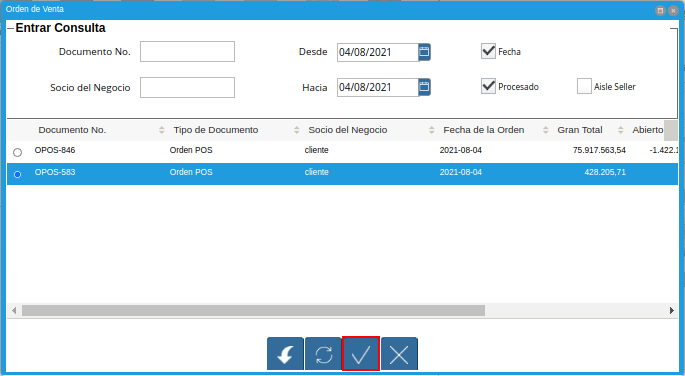 Orden de Venta
Entrar Consulta
Documento No. Desde 04/08/2021 Fecha
Socio del Negocio Hacia 04/08/2021 Procesado Aisle Seller
Documento No. Tipo de Documento Socio del Negocio Fecha de la Orden Gran Total Abierto
OPOS-846 Orden POS cliente 2021-08-04 75.917.563,54 -1.422.1
OPOS-583 Orden POS cliente 2021-08-04 428.205,71